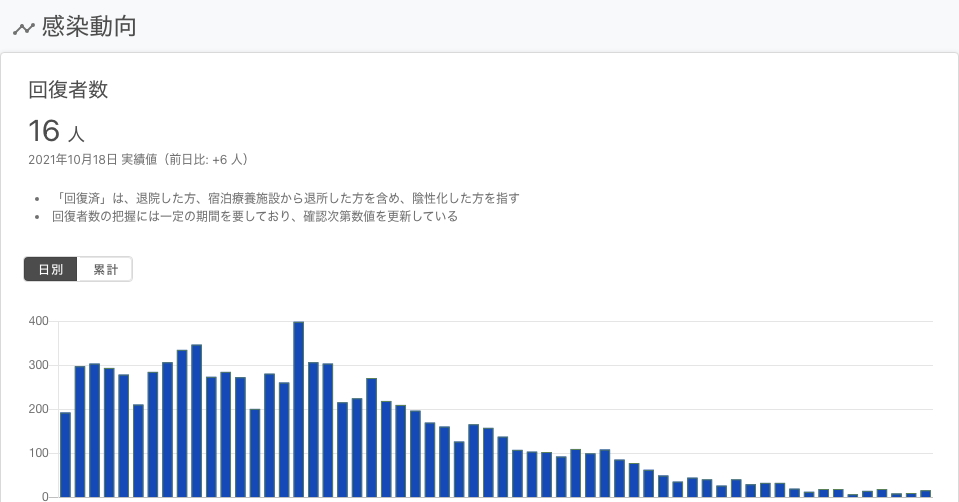 感染動向
回復者数
16 人
2021年10月18日 実績値（前日比: +6 人）
「回復済」は、退院した方、宿泊療養施設から退所した方を含め、陰性化した方を指す
回復者数の把握には一定の期間を要しており、確認次第数値を更新している
日別 累計
400
300
200
100
0